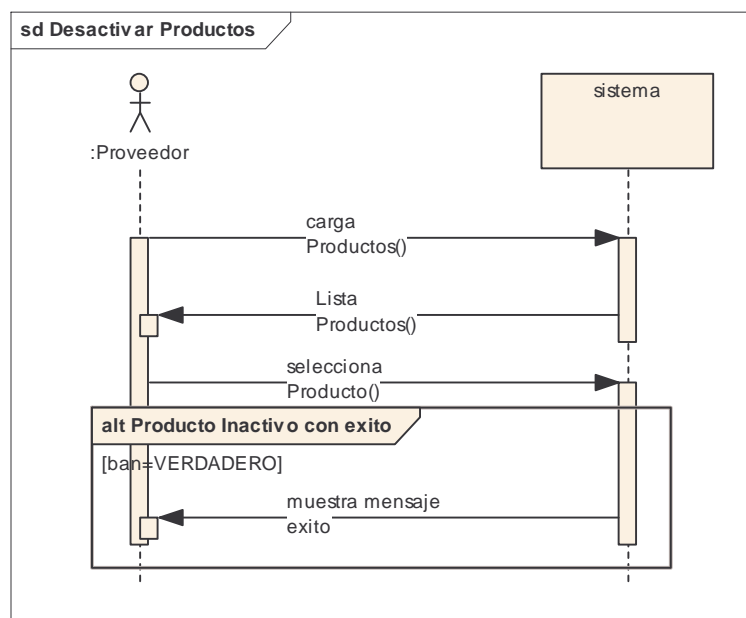 sd Desactivar Productos
sistema
:Proveedor
carga
Productos()
Lista
Productos()
selecciona
Producto()
alt Producto Inactivo con exito
[ban=VERDADERO]
muestra mensaje
exito